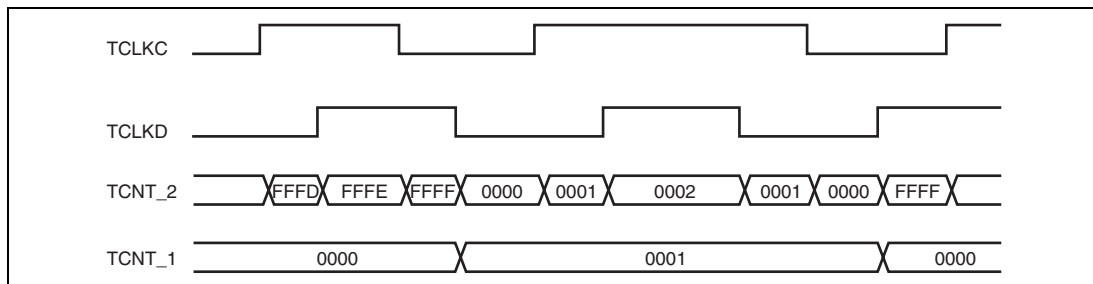 TCLKC
TCLKD
TCNT_2 FFFD FFFE FFFF 0000 0001 0002 0001 0000 FFFF
TCNT_1 0000 0001 0000